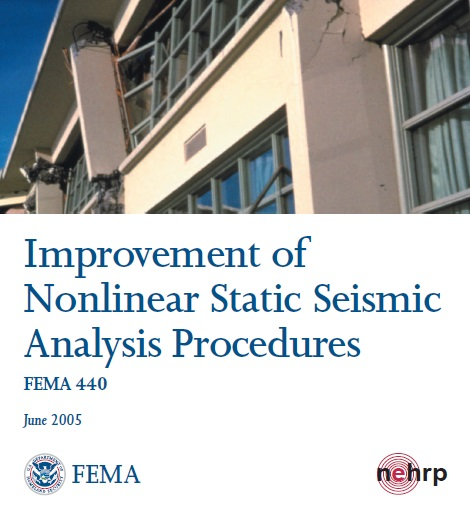 Improvement of
Nonlinear Static Seismic
Analysis Procedures
FEMA 440
June 2005
FEMA
nehrp